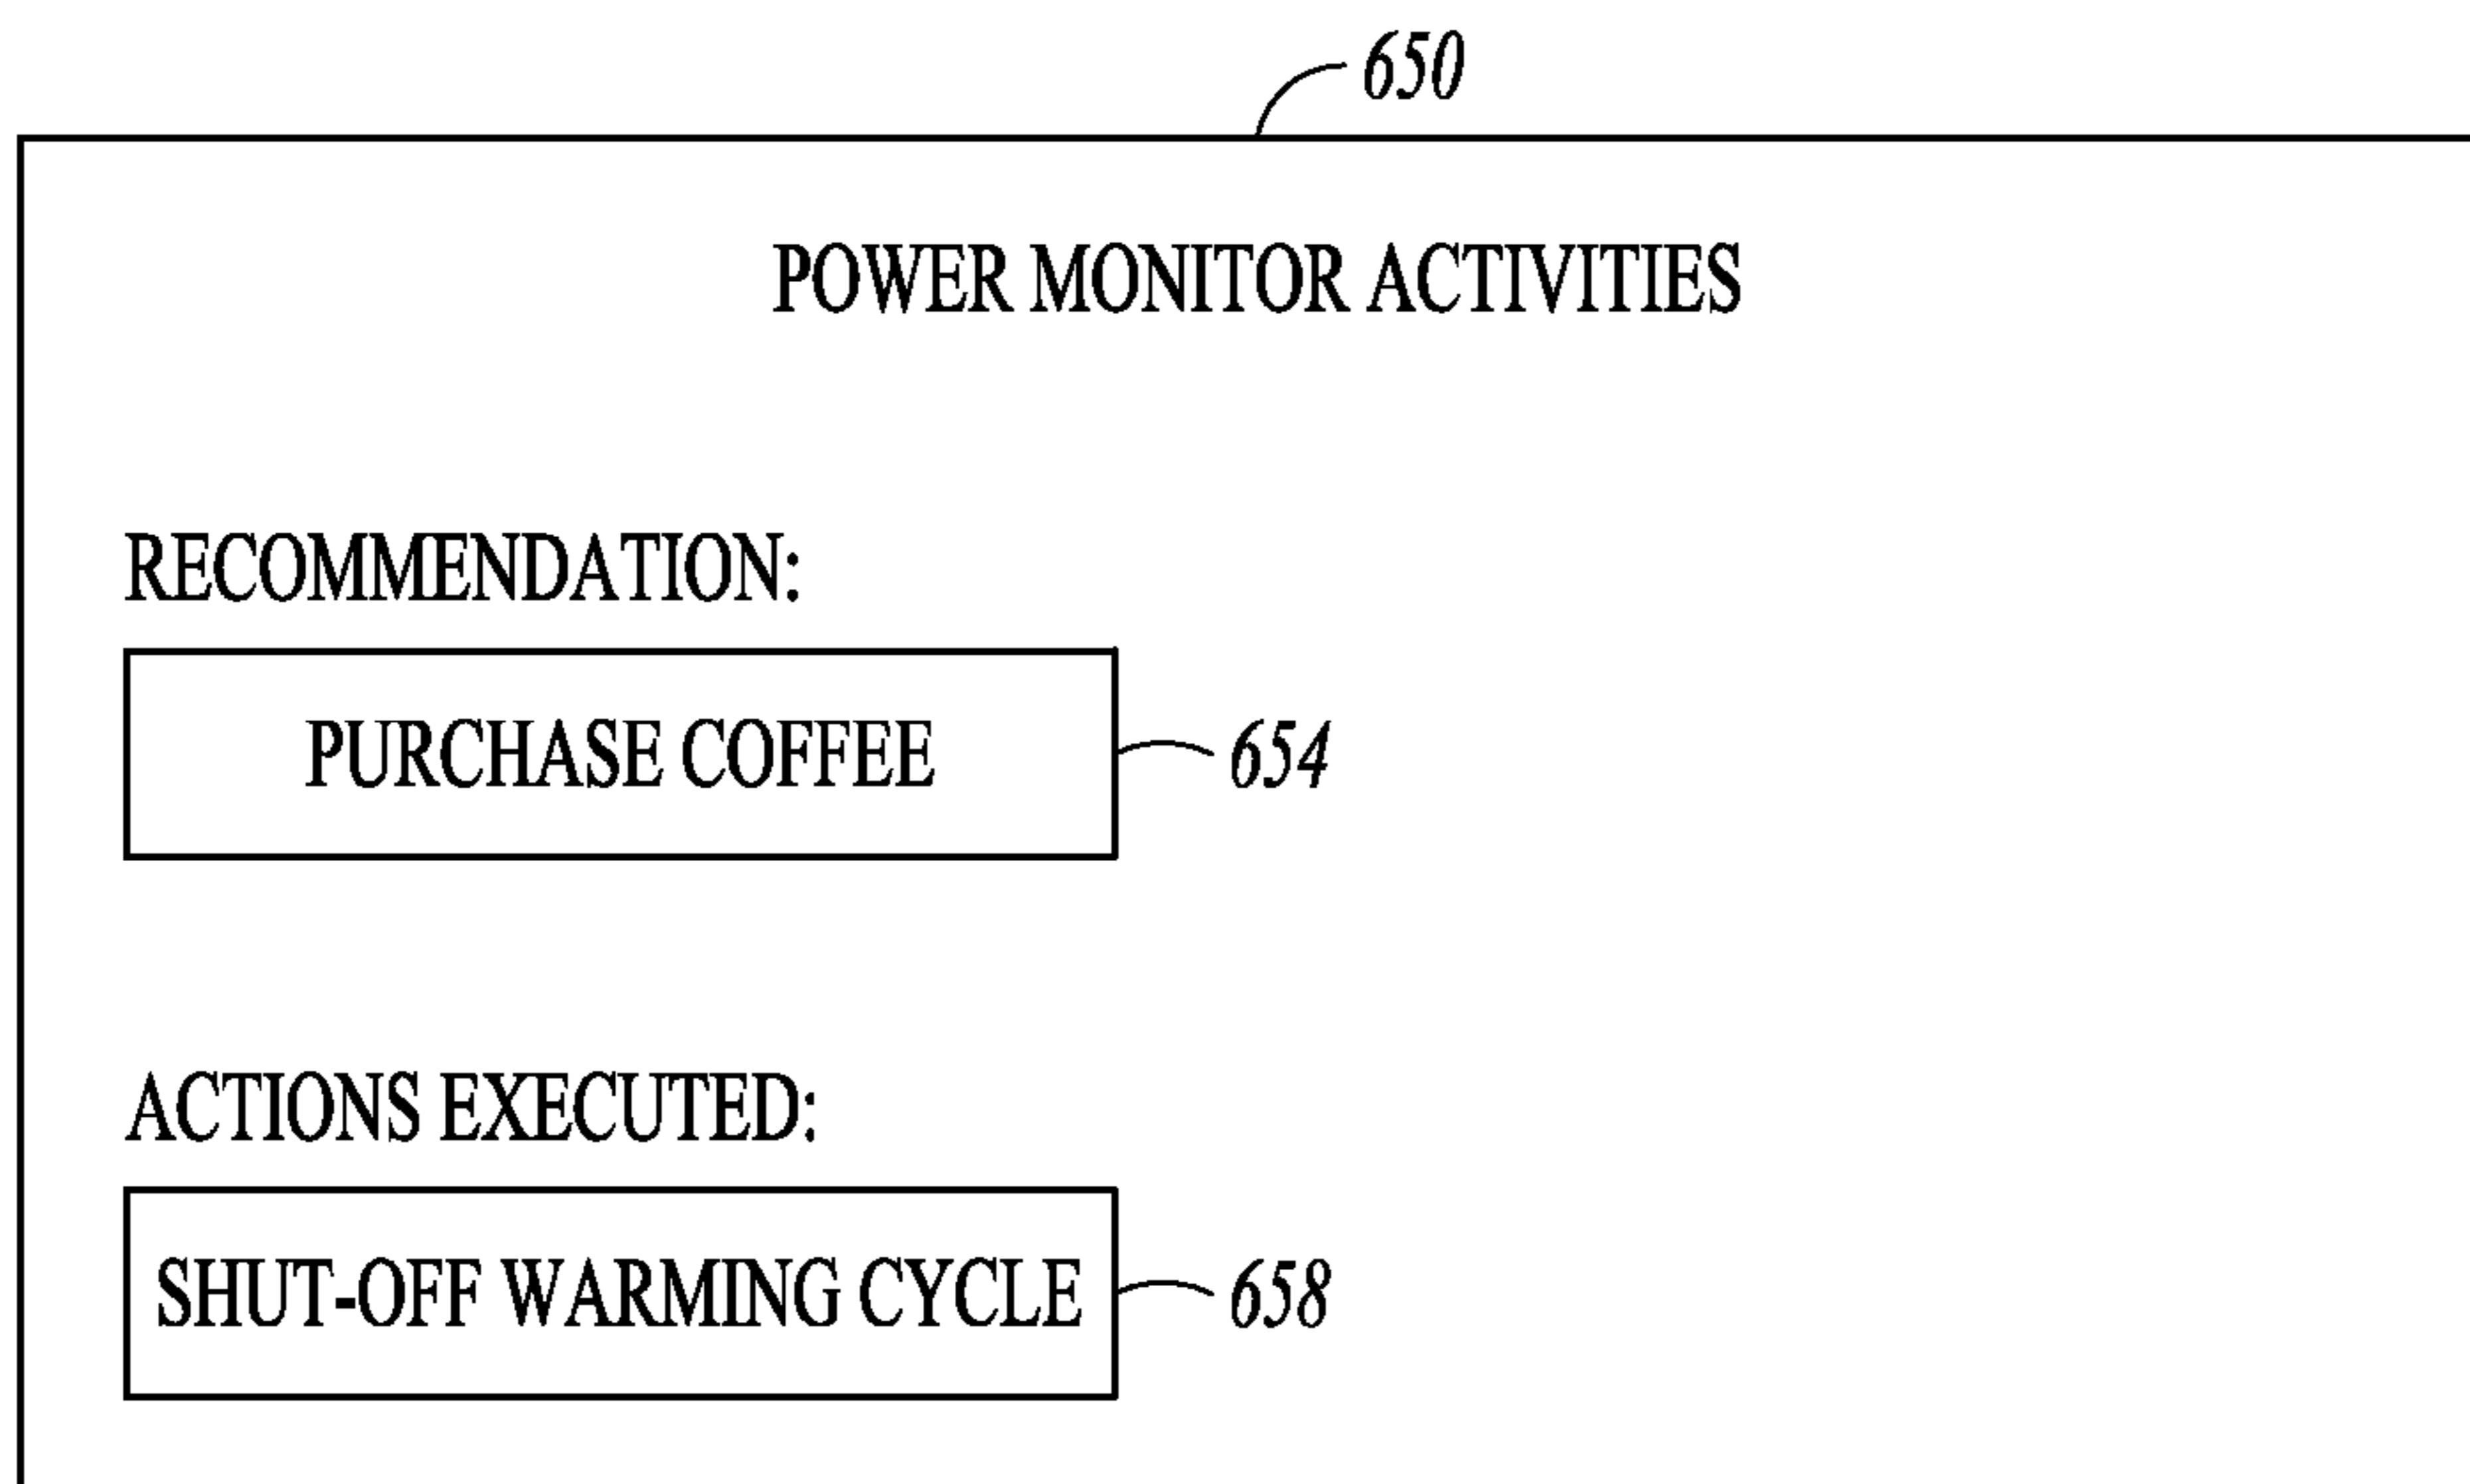 650
POWER MONITOR ACTIVITIES
RECOMMENDATION:
PURCHASE COFFEE
654
ACTIONS EXECUTED:
SHUT-OFF WARMING CYCLE
658